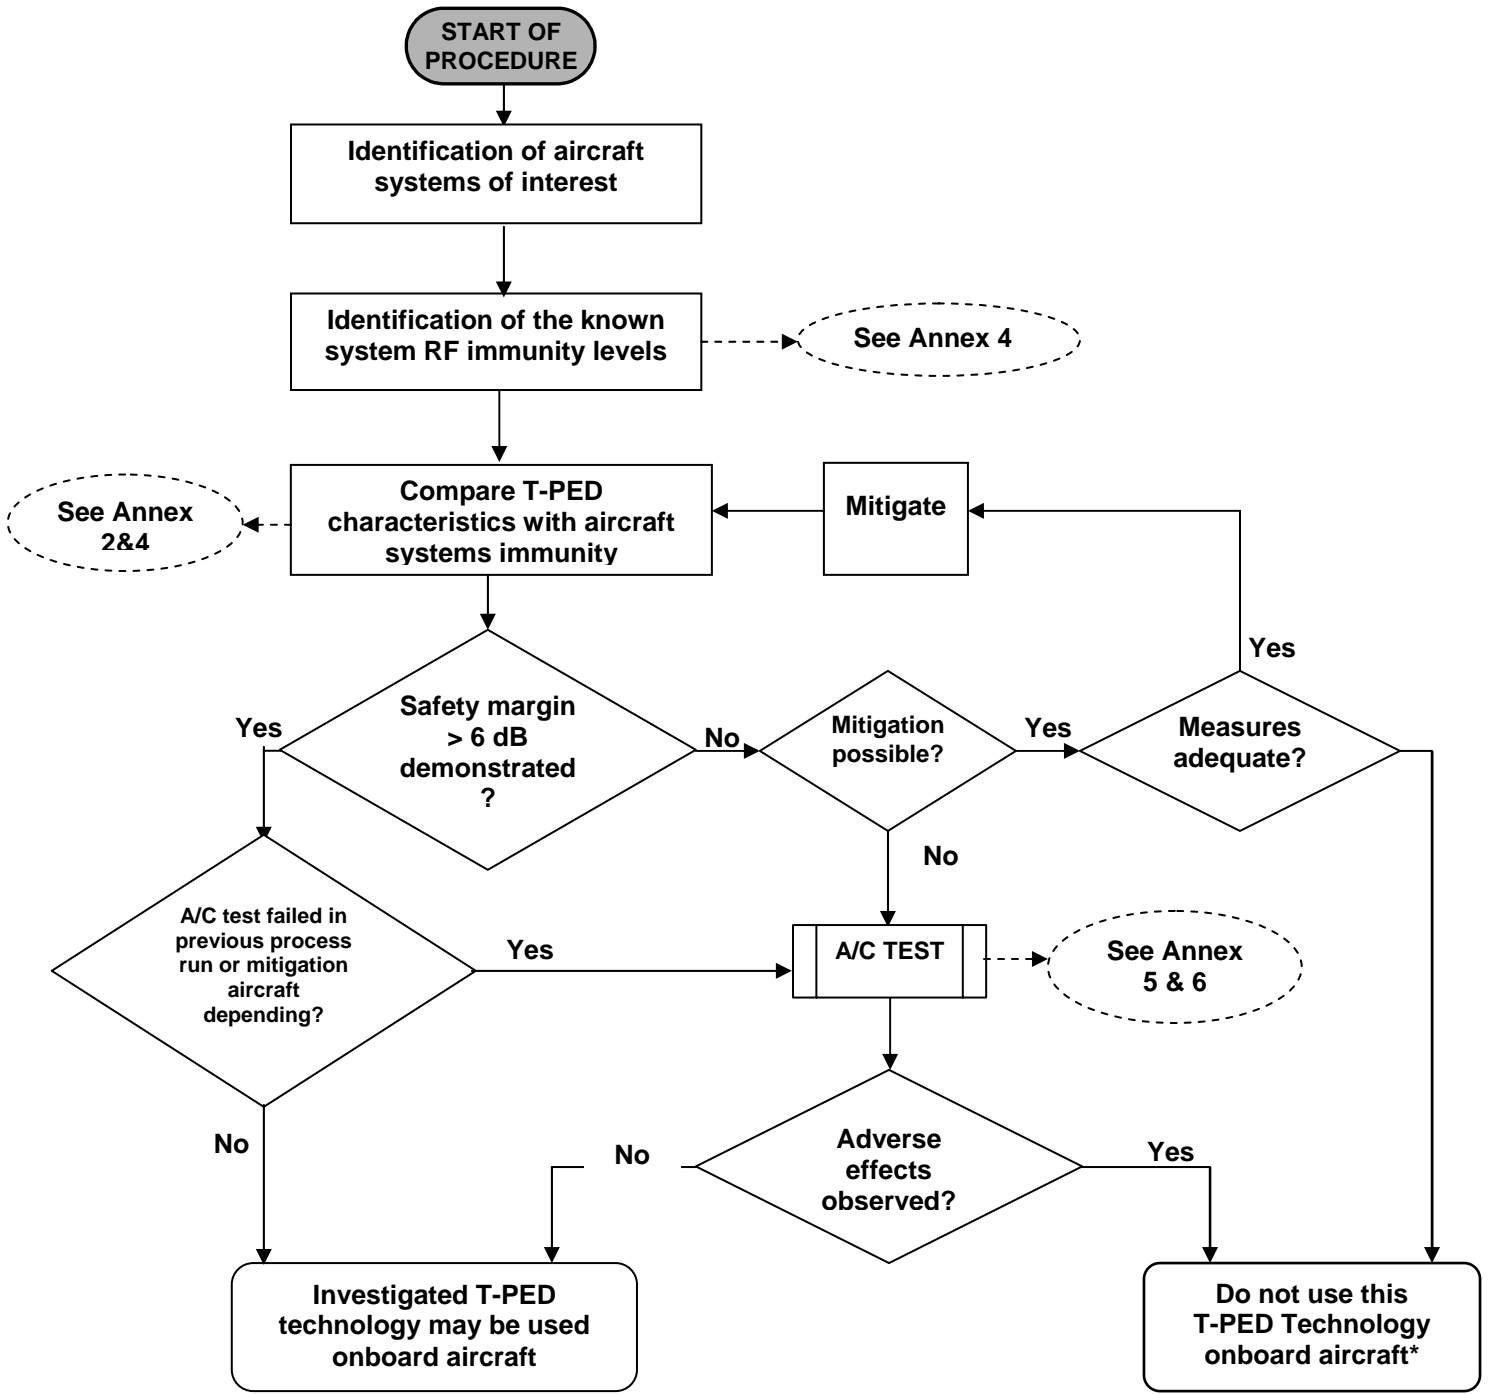 START OF
PROCEDURE
Identification of aircraft
systems of interest
Identification of the known
system RF immunity levels
See Annex 4
Compare T-PED
characteristics with aircraft
systems immunity
See Annex
2&4
Mitigate
Yes
Safety margin
> 6 dB
demonstrated
?
Yes
No
Mitigation
possible?
Yes
Measures
adequate?
No
A/C test failed in
previous process
run or mitigation
aircraft
depending?
Yes
A/C TEST
See Annex
5 & 6
No
Adverse
effects
observed?
No
Yes
Investigated T-PED
technology may be used
onboard aircraft
Do not use this
T-PED Technology
onboard aircraft*